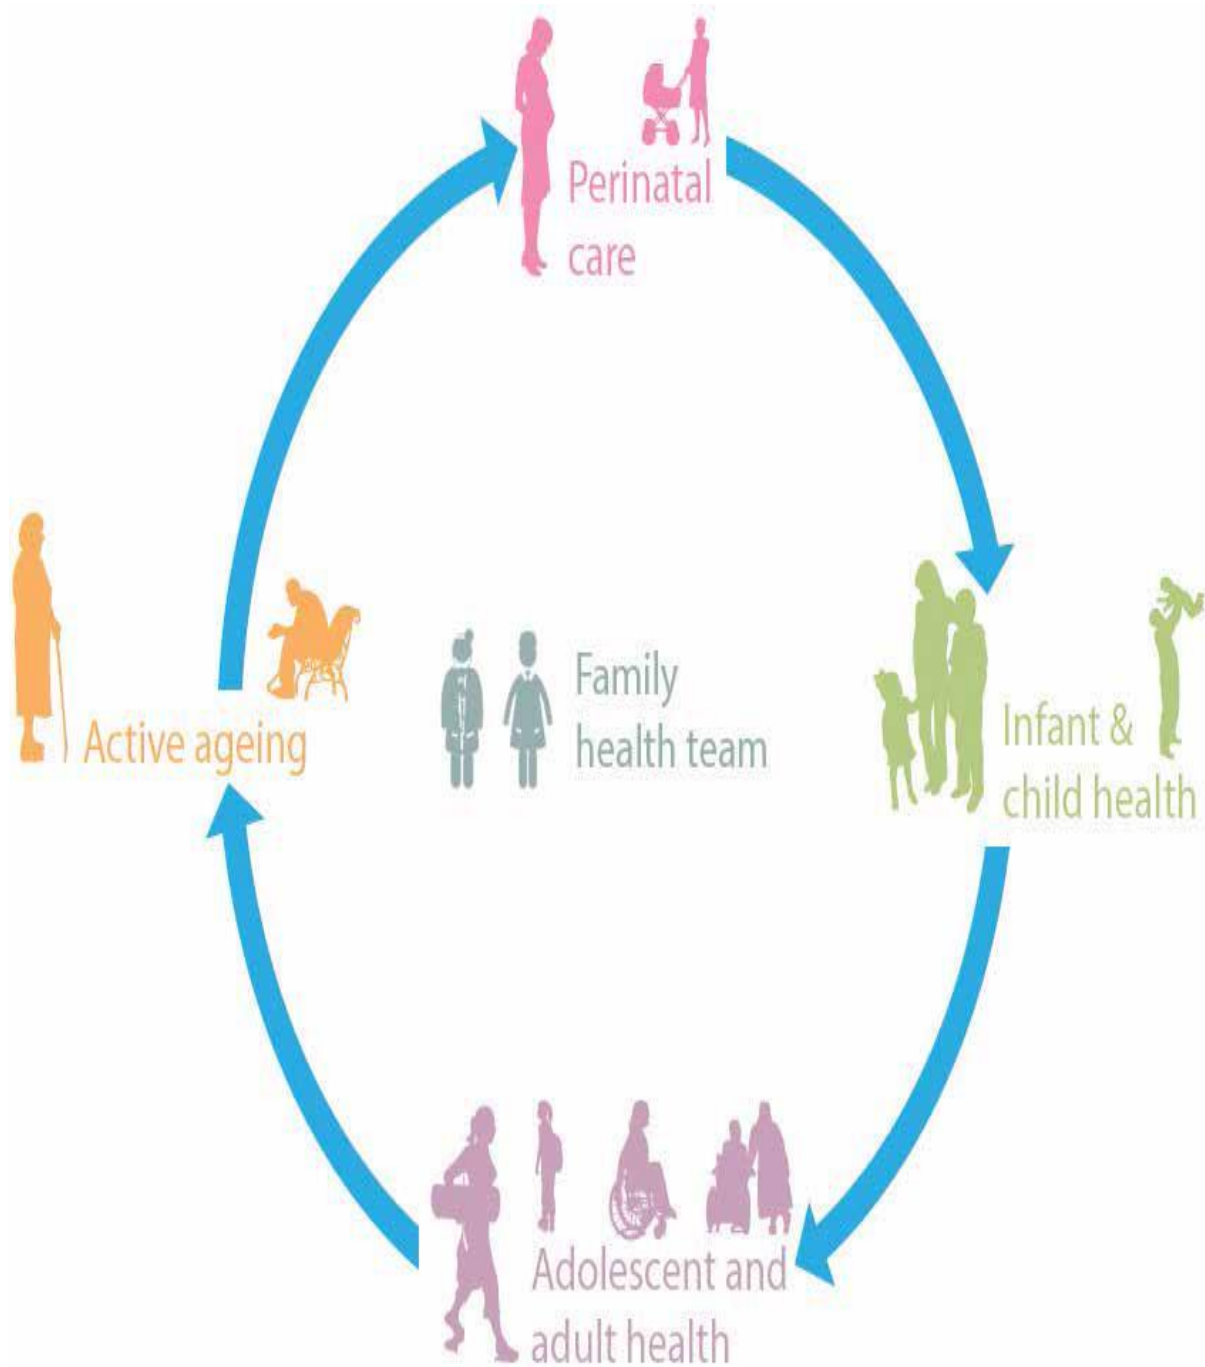 Perinatal
care
Family
health team
Infant &
child health
Active ageing
Adolescent and
adult health